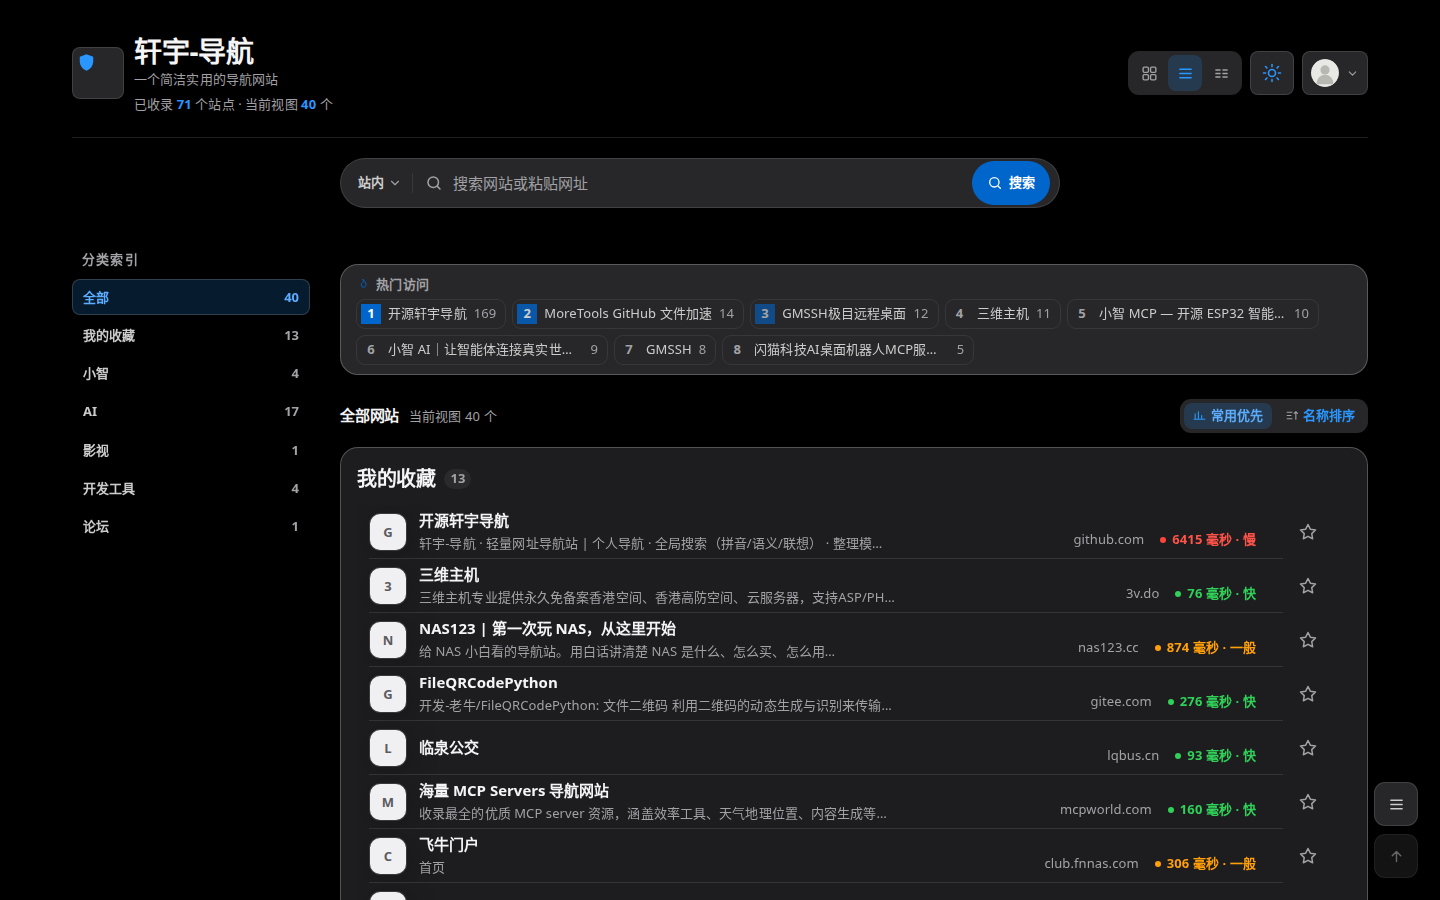 轩宇-导航
一个简洁实用的导航网站
已收录 71 个站点 · 当前视图 40 个
站内
搜索网站或粘贴网址
搜索
分类索引
全部 40
我的收藏 13
小智 4
AI 17
影视 1
开发工具 4
论坛 1
热门访问
1 开源轩宇导航 169
2 MoreTools GitHub 文件加速 14
3 GMSSH极目远程桌面 12
4 三维主机 11
5 小智 MCP — 开源 ESP32 智能... 10
6 小智 AI｜让智能体连接真实世... 9
7 GMSSH 8
8 闪猫科技AI桌面机器人MCP服... 5
全部网站 当前视图 40 个
常用优先 名称排序
我的收藏 13
G
开源轩宇导航
轩宇-导航 · 轻量网址导航站 | 个人导航 · 全局搜索（拼音/语义/联想） · 整理模...
github.com 6415 毫秒 · 慢
3
三维主机
三维主机专业提供永久免备案香港空间、香港高防空间、云服务器，支持ASP/PH...
3v.do 76 毫秒 · 快
N
NAS123 | 第一次玩 NAS，从这里开始
给 NAS 小白看的导航站。用白话讲清楚 NAS 是什么、怎么买、怎么用...
nas123.cc 874 毫秒 · 一般
G
FileQRCodePython
开发-老牛/FileQRCodePython: 文件二维码 利用二维码的动态生成与识别来传输...
gitee.com 276 毫秒 · 快
L
临泉公交
lqbus.cn 93 毫秒 · 快
M
海量 MCP Servers 导航网站
收录最全的优质 MCP server 资源，涵盖效率工具、天气地理位置、内容生成等...
mcpworld.com 160 毫秒 · 快
C
飞牛门户
首页
club.fnnas.com 306 毫秒 · 一般